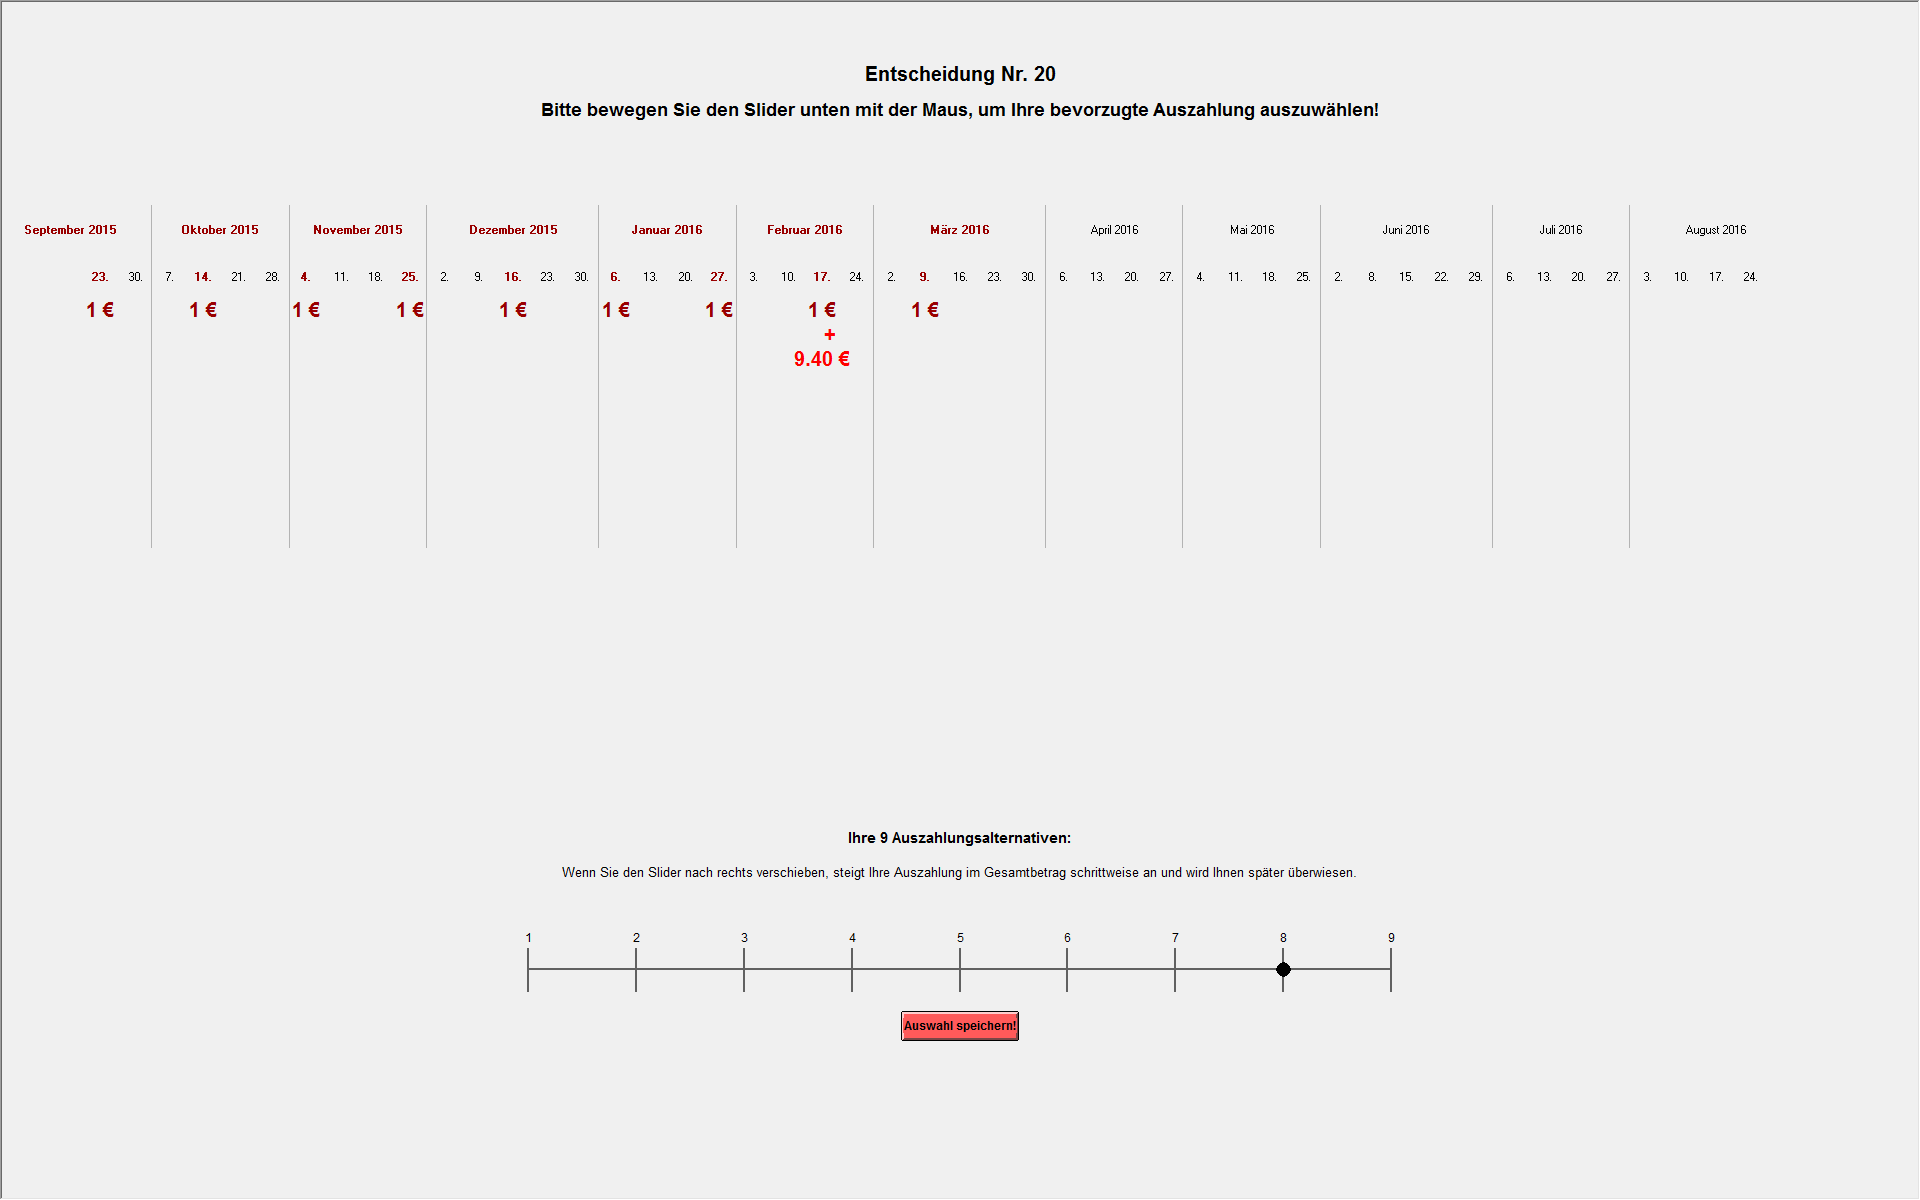 Entscheidung Nr. 20
Bitte bewegen Sie den Slider unten mit der Maus, um Ihre bevorzugte Auszahlung auszuwählen!
September 2015 Oktober 2015 November 2015 Dezember 2015 Januar 2016 Februar 2016 März 2016 April 2016 Mai 2016 Juni 2016 Juli 2016 August 2016
23. 30. 7. 14. 21. 28. 4. 11. 18. 25. 2. 9. 16. 23. 30. 6. 13. 20. 27. 3. 10. 17. 24. 2. 9. 16. 23. 30. 6. 13. 20. 27. 4. 11. 18. 25. 2. 8. 15. 22. 29. 6. 13. 20. 27. 3. 10. 17. 24.
1 € 1 € 1 € 1 € 1 € 1 € 1 € 1 € 1 €
+
9.40 €
Ihre 9 Auszahlungsalternativen:
Wenn Sie den Slider nach rechts verschieben, steigt Ihre Auszahlung im Gesamtbetrag schrittweise an und wird Ihnen später überwiesen.
1 2 3 4 5 6 7 8 9
Auswahl speichern!